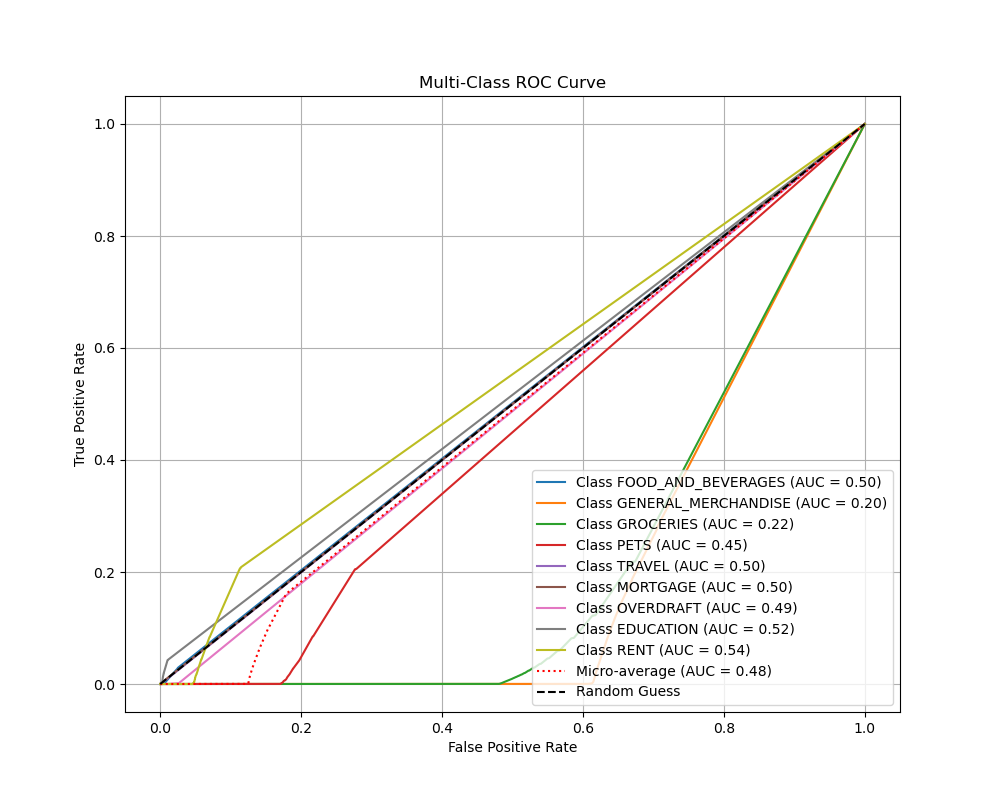 Multi-Class ROC Curve
True Positive Rate
1.0
0.8
0.6
0.4
0.2
0.0
Class FOOD_AND_BEVERAGES (AUC = 0.50)
Class GENERAL_MERCHANDISE (AUC = 0.20)
Class GROCERIES (AUC = 0.22)
Class PETS (AUC = 0.45)
Class TRAVEL (AUC = 0.50)
Class MORTGAGE (AUC = 0.50)
Class OVERDRAFT (AUC = 0.49)
Class EDUCATION (AUC = 0.52)
Class RENT (AUC = 0.54)
Micro-average (AUC = 0.48)
Random Guess
0.0 0.2 0.4 0.6 0.8 1.0
False Positive Rate